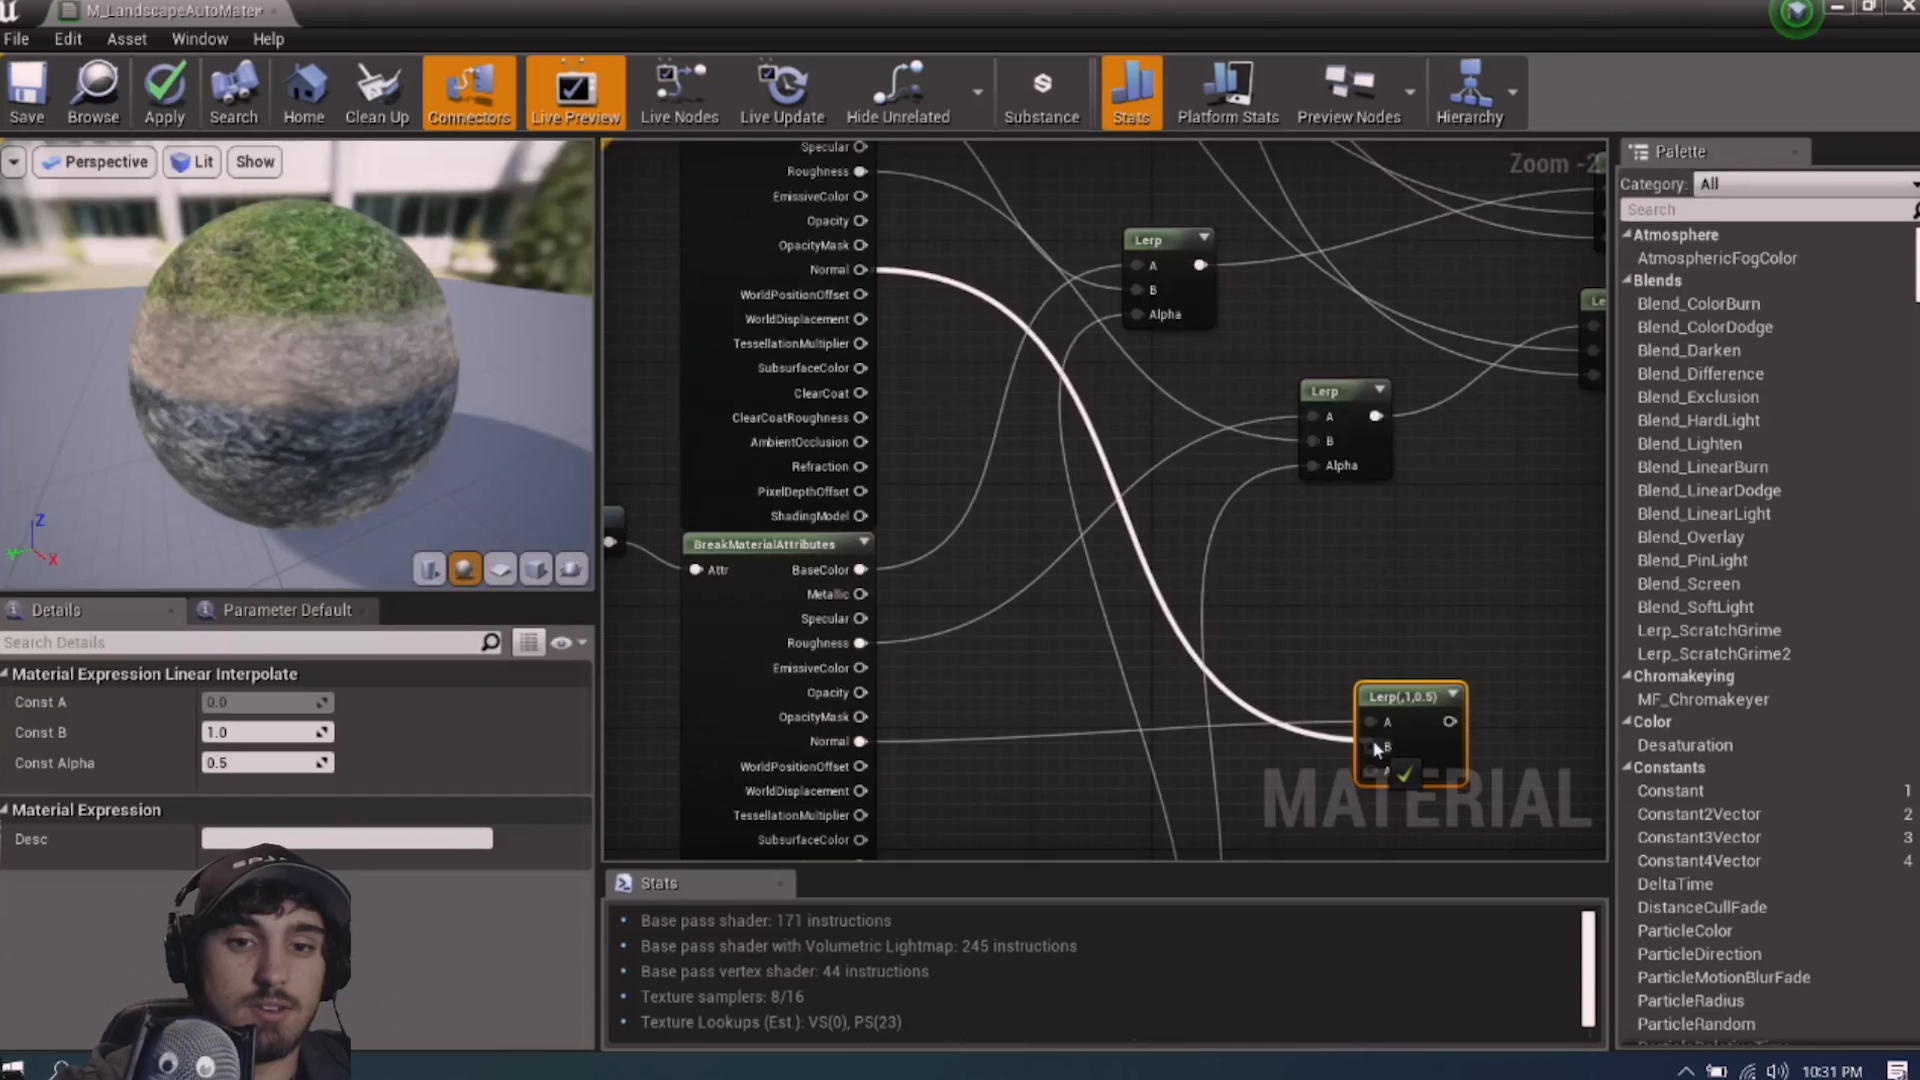 M_LandscapeAutoMater*
File Edit Asset Window Help
Save Browse Apply Search Home Clean Up Connectors Live Preview Live Nodes Live Update Hide Unrelated Substance Stats Platform Stats Preview Nodes Hierarchy
Perspective Lit Show
Z
Y
X
Details
Parameter Default
Search Details
Material Expression Linear Interpolate
Const A 0.0
Const B 1.0
Const Alpha 0.5
Material Expression
Desc
Zoom -2
Specular
Roughness
EmissiveColor
Opacity
OpacityMask
Normal
WorldPositionOffset
WorldDisplacement
TessellationMultiplier
SubsurfaceColor
ClearCoat
ClearCoatRoughness
AmbientOcclusion
Refraction
PixelDepthOffset
ShadingModel
BreakMaterialAttributes
Attr BaseColor
Metallic
Specular
Roughness
EmissiveColor
Opacity
OpacityMask
Normal
WorldPositionOffset
WorldDisplacement
TessellationMultiplier
SubsurfaceColor
Lerp
A
B
Alpha
Lerp
A
B
Alpha
Le
Lerp(,1,0.5)
A
B
A
MATERIAL
Stats
Base pass shader: 171 instructions
Base pass shader with Volumetric Lightmap: 245 instructions
Base pass vertex shader: 44 instructions
Texture samplers: 8/16
Texture Lookups (Est.): VS(0), PS(23)
Palette
Category: All
Search
Atmosphere
AtmosphericFogColor
Blends
Blend_ColorBurn
Blend_ColorDodge
Blend_Darken
Blend_Difference
Blend_Exclusion
Blend_HardLight
Blend_Lighten
Blend_LinearBurn
Blend_LinearDodge
Blend_LinearLight
Blend_Overlay
Blend_PinLight
Blend_Screen
Blend_SoftLight
Lerp_ScratchGrime
Lerp_ScratchGrime2
Chromakeying
MF_Chromakeyer
Color
Desaturation
Constants
Constant 1
Constant2Vector 2
Constant3Vector 3
Constant4Vector 4
DeltaTime
DistanceCullFade
ParticleColor
ParticleDirection
ParticleMotionBlurFade
ParticleRadius
ParticleRandom
10:31 PM